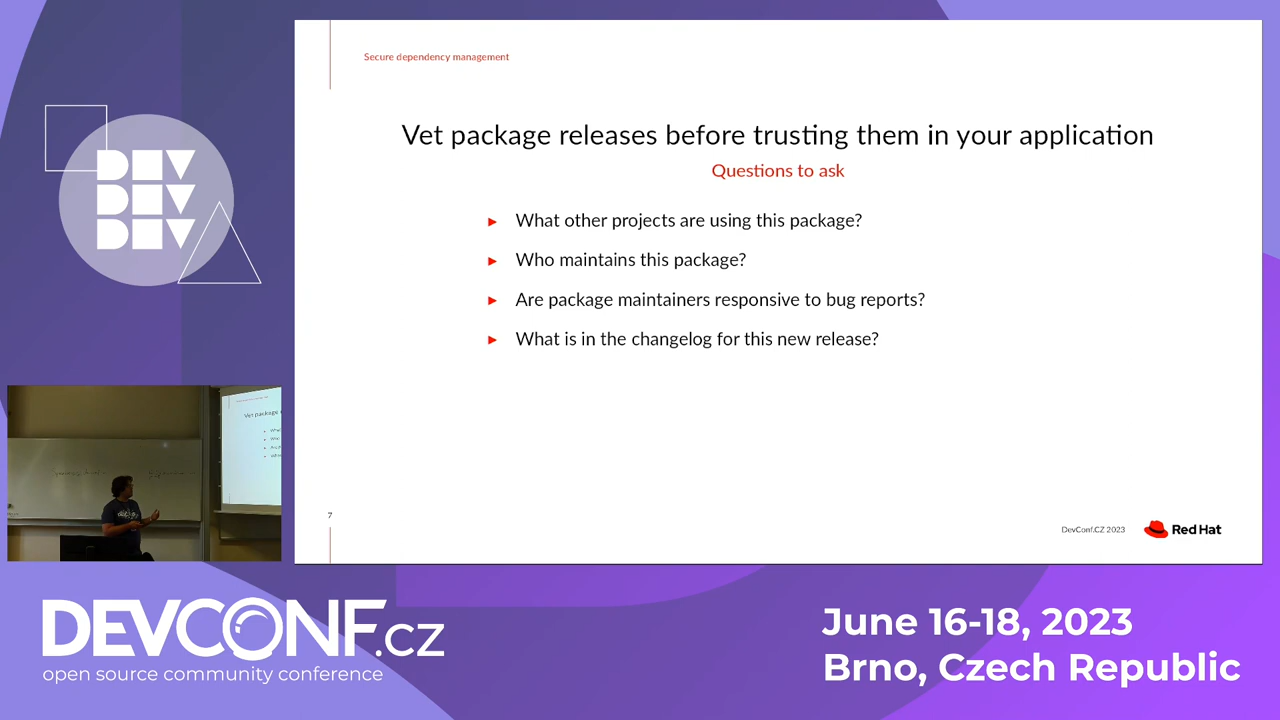 Secure dependency management
Vet package releases before trusting them in your application
Questions to ask
What other projects are using this package?
Who maintains this package?
Are package maintainers responsive to bug reports?
What is in the changelog for this new release?
7
DevConf.CZ 2023
Red Hat
DEV
DEV
DEV
Vet package
DEVCONF.CZ
open source community conference
June 16-18, 2023
Brno, Czech Republic